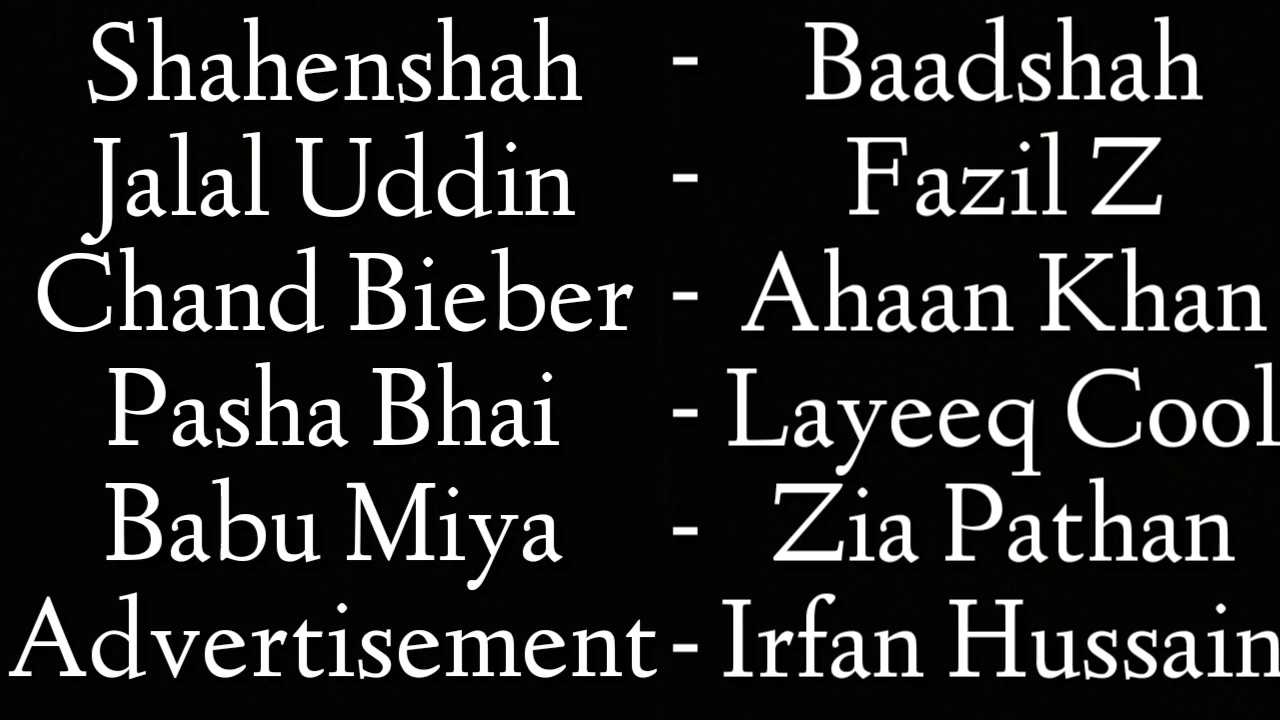 Shahenshah - Baadshah
Jalal Uddin - Fazil Z
Chand Bieber - Ahaan Khan
Pasha Bhai - Layeeq Cool
Babu Miya - Zia Pathan
Advertisement - Irfan Hussain